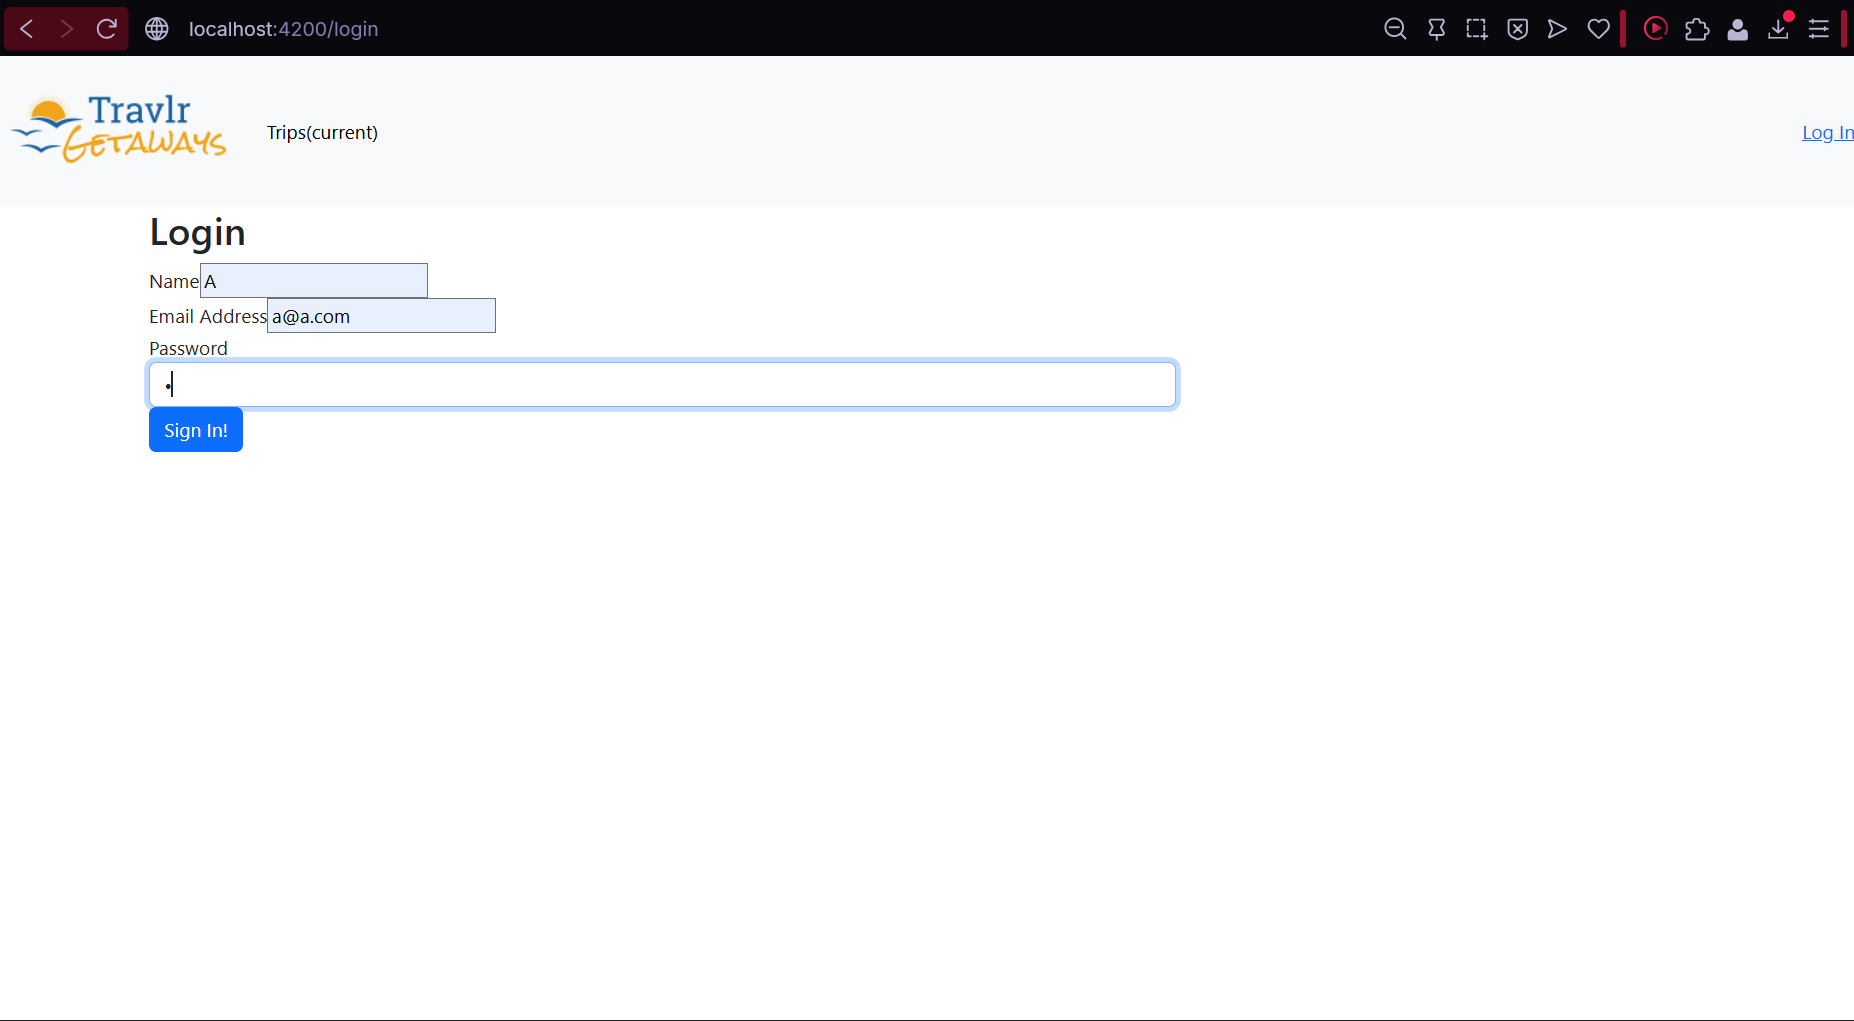 localhost:4200/login
Travlr
GETAWAYS
Trips(current)
Log In
Login
Name A
Email Address a@a.com
Password
•
Sign In!